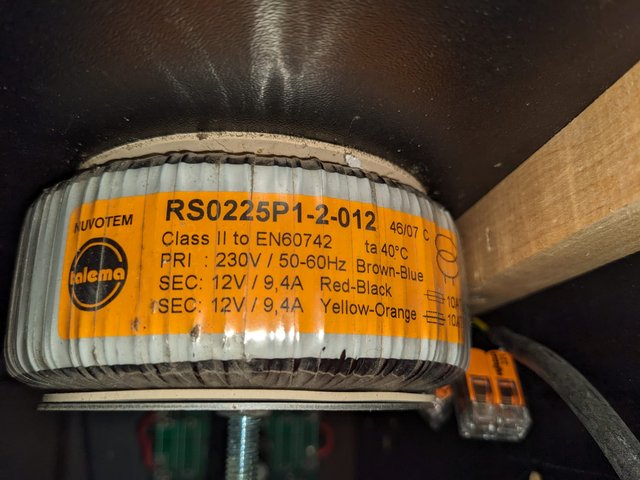 NUVOTEM
talema
RS0225P1-2-012 46/07 C
Class II to EN60742 ta 40°C
PRI : 230V / 50-60Hz Brown-Blue
SEC: 12V / 9,4A Red-Black
SEC: 12V / 9,4A Yellow-Orange